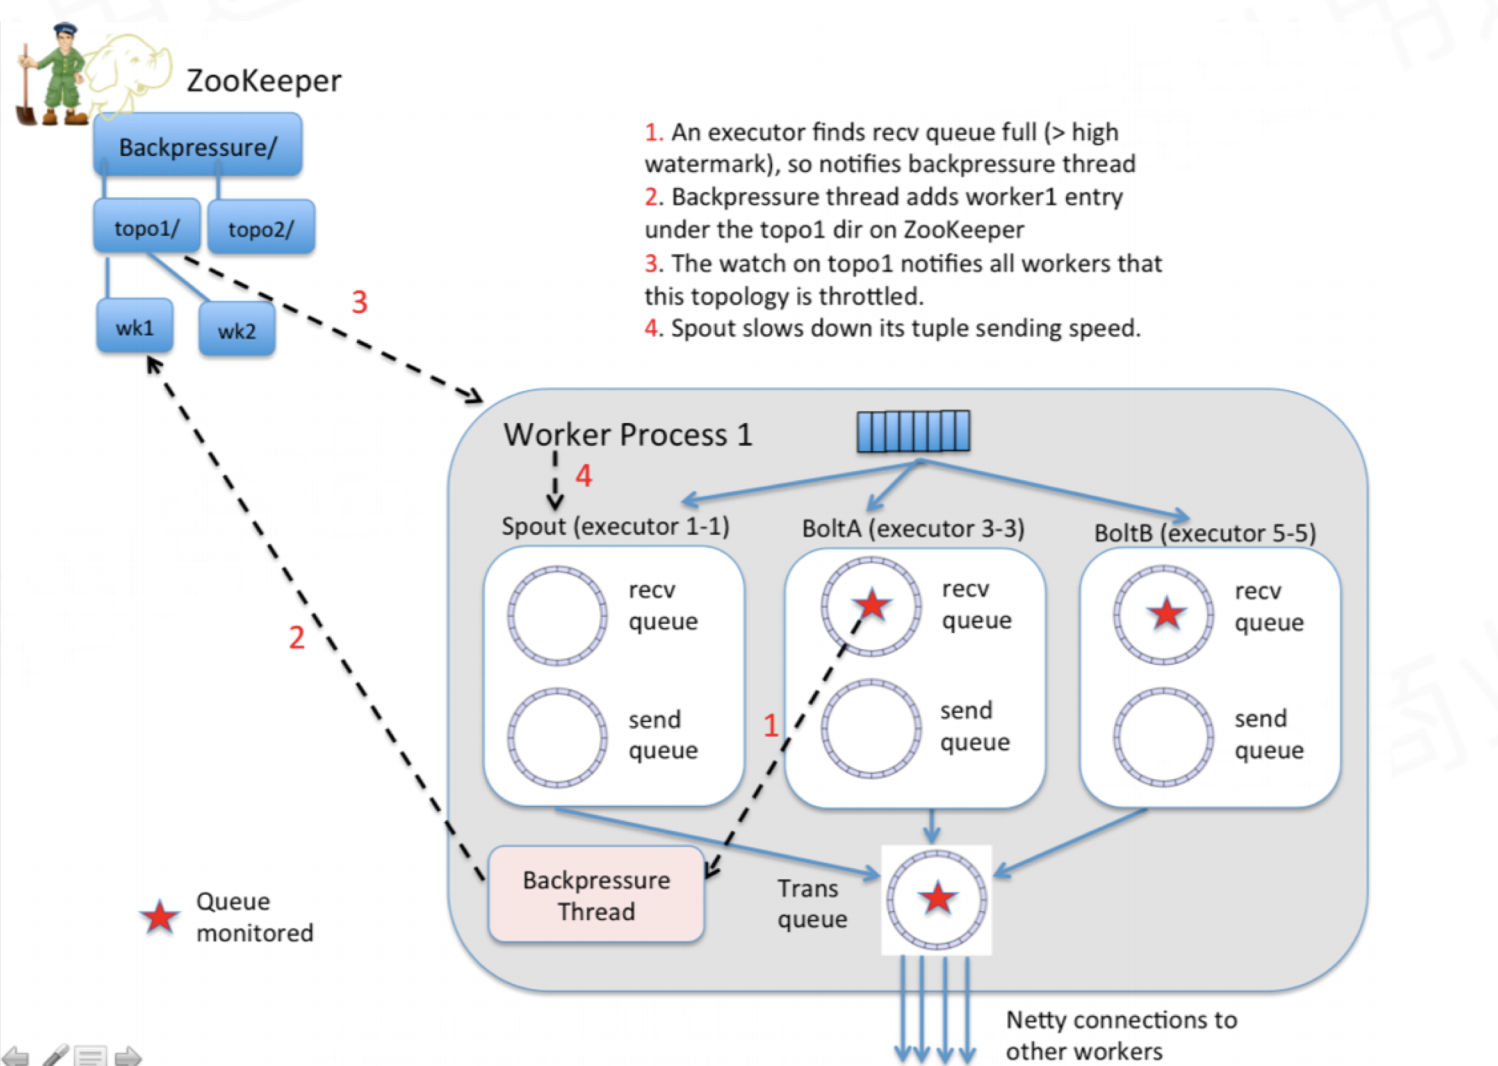 ZooKeeper
Backpressure/
topo1/
topo2/
wk1
wk2
1. An executor finds recv queue full (> high
watermark), so notifies backpressure thread
2. Backpressure thread adds worker1 entry
under the topo1 dir on ZooKeeper
3. The watch on topo1 notifies all workers that
this topology is throttled.
4. Spout slows down its tuple sending speed.
3
Worker Process 1
4
Spout (executor 1-1)
BoltA (executor 3-3)
BoltB (executor 5-5)
recv
queue
recv
queue
recv
queue
2
send
queue
1
send
queue
send
queue
Backpressure
Thread
Trans
queue
Queue
monitored
Netty connections to
other workers